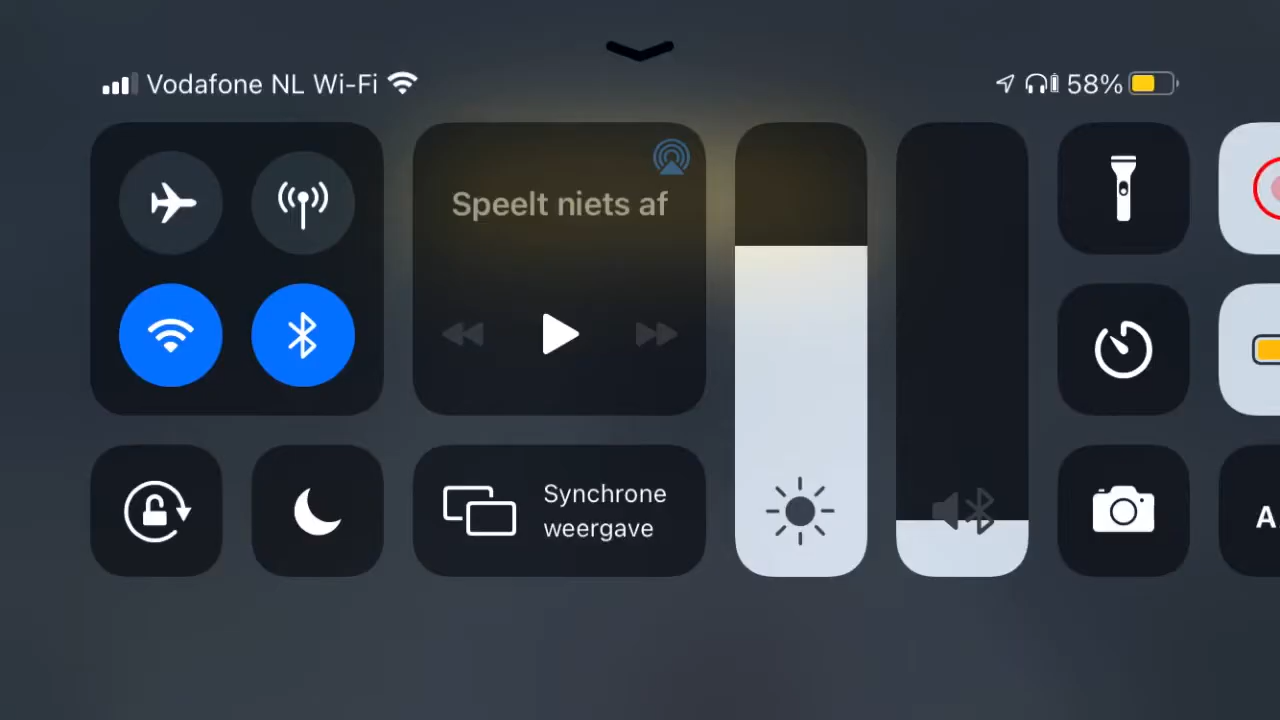 Vodafone NL Wi-Fi
58%
Speelt niets af
Synchrone
weergave
A